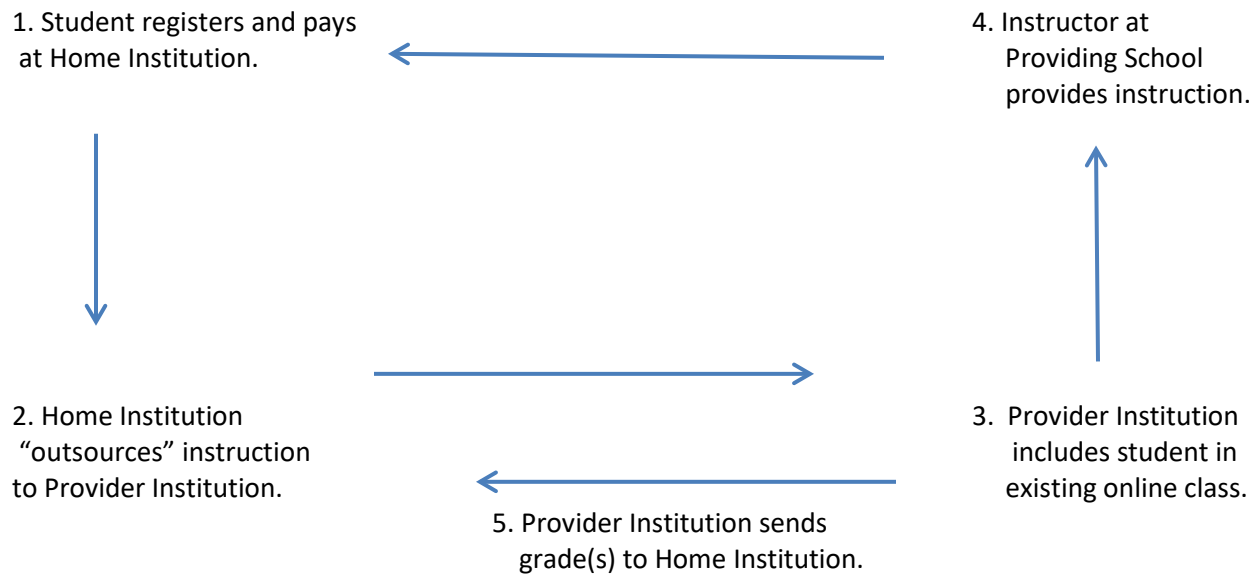 1. Student registers and pays
at Home Institution.
4. Instructor at
Providing School
provides instruction.
2. Home Institution
“outsources” instruction
to Provider Institution.
3. Provider Institution
includes student in
existing online class.
5. Provider Institution sends
grade(s) to Home Institution.